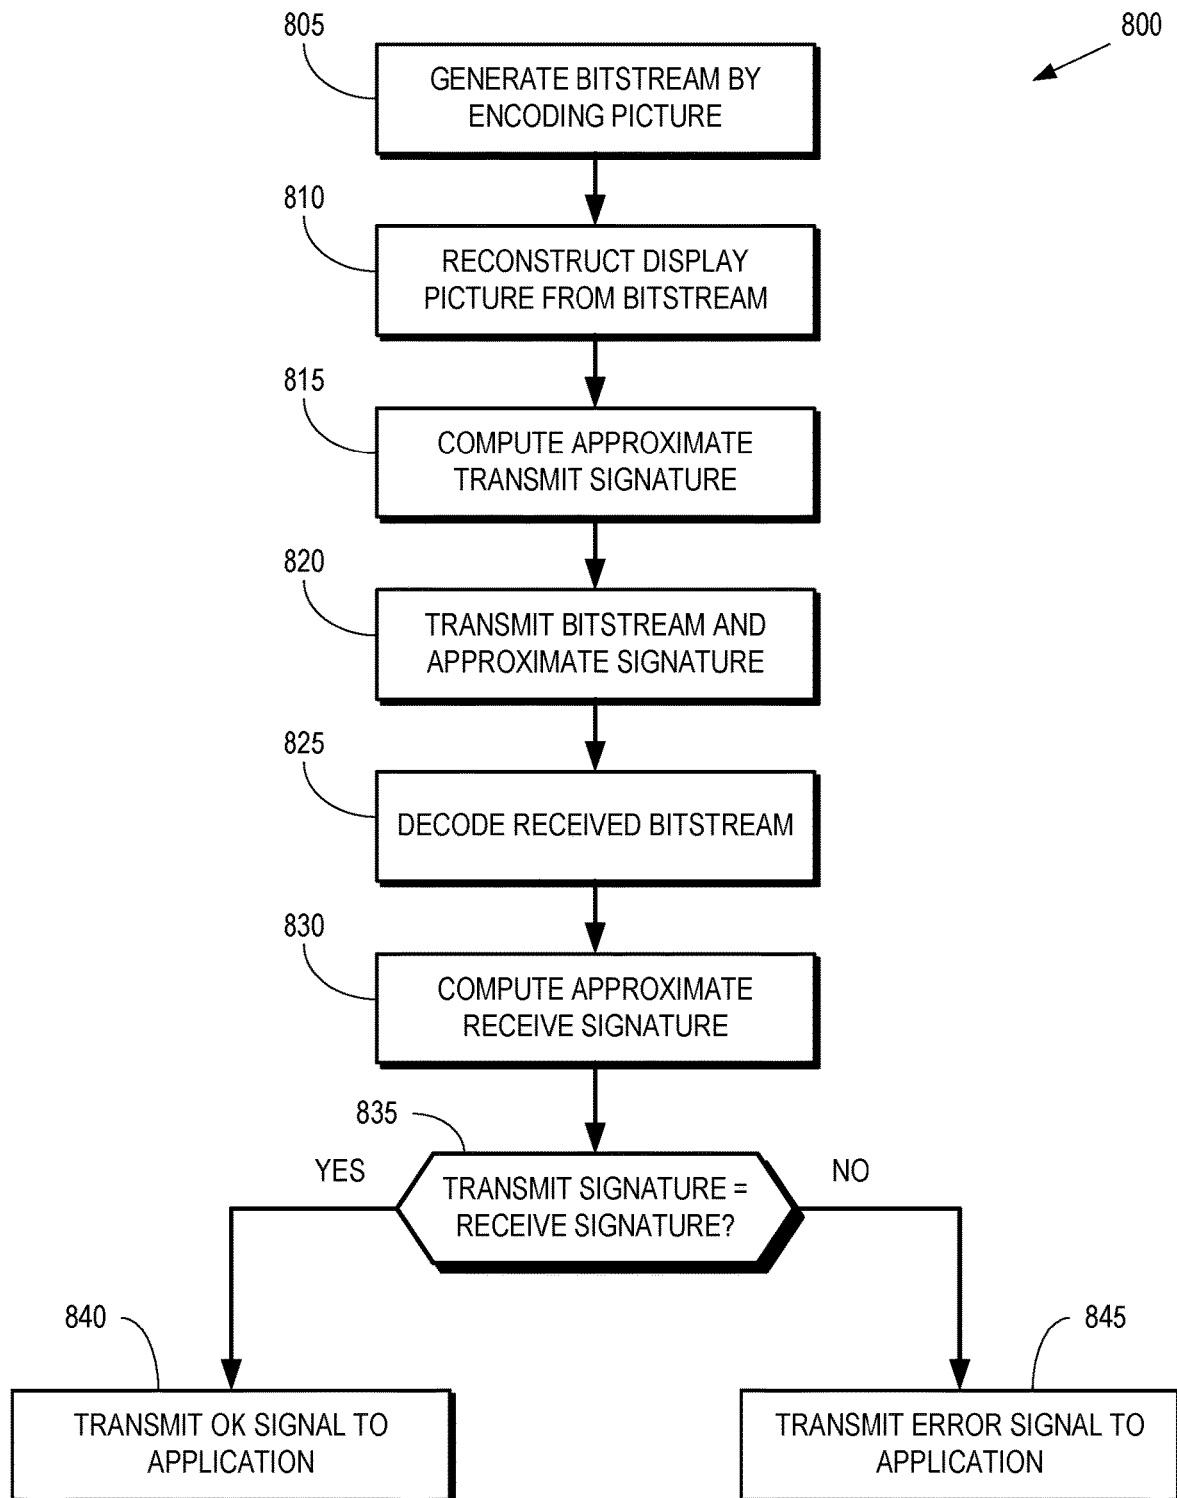 800
805
GENERATE BITSTREAM BY
ENCODING PICTURE
810
RECONSTRUCT DISPLAY
PICTURE FROM BITSTREAM
815
COMPUTE APPROXIMATE
TRANSMIT SIGNATURE
820
TRANSMIT BITSTREAM AND
APPROXIMATE SIGNATURE
825
DECODE RECEIVED BITSTREAM
830
COMPUTE APPROXIMATE
RECEIVE SIGNATURE
835
TRANSMIT SIGNATURE =
RECEIVE SIGNATURE?
YES
NO
840
TRANSMIT OK SIGNAL TO
APPLICATION
845
TRANSMIT ERROR SIGNAL TO
APPLICATION